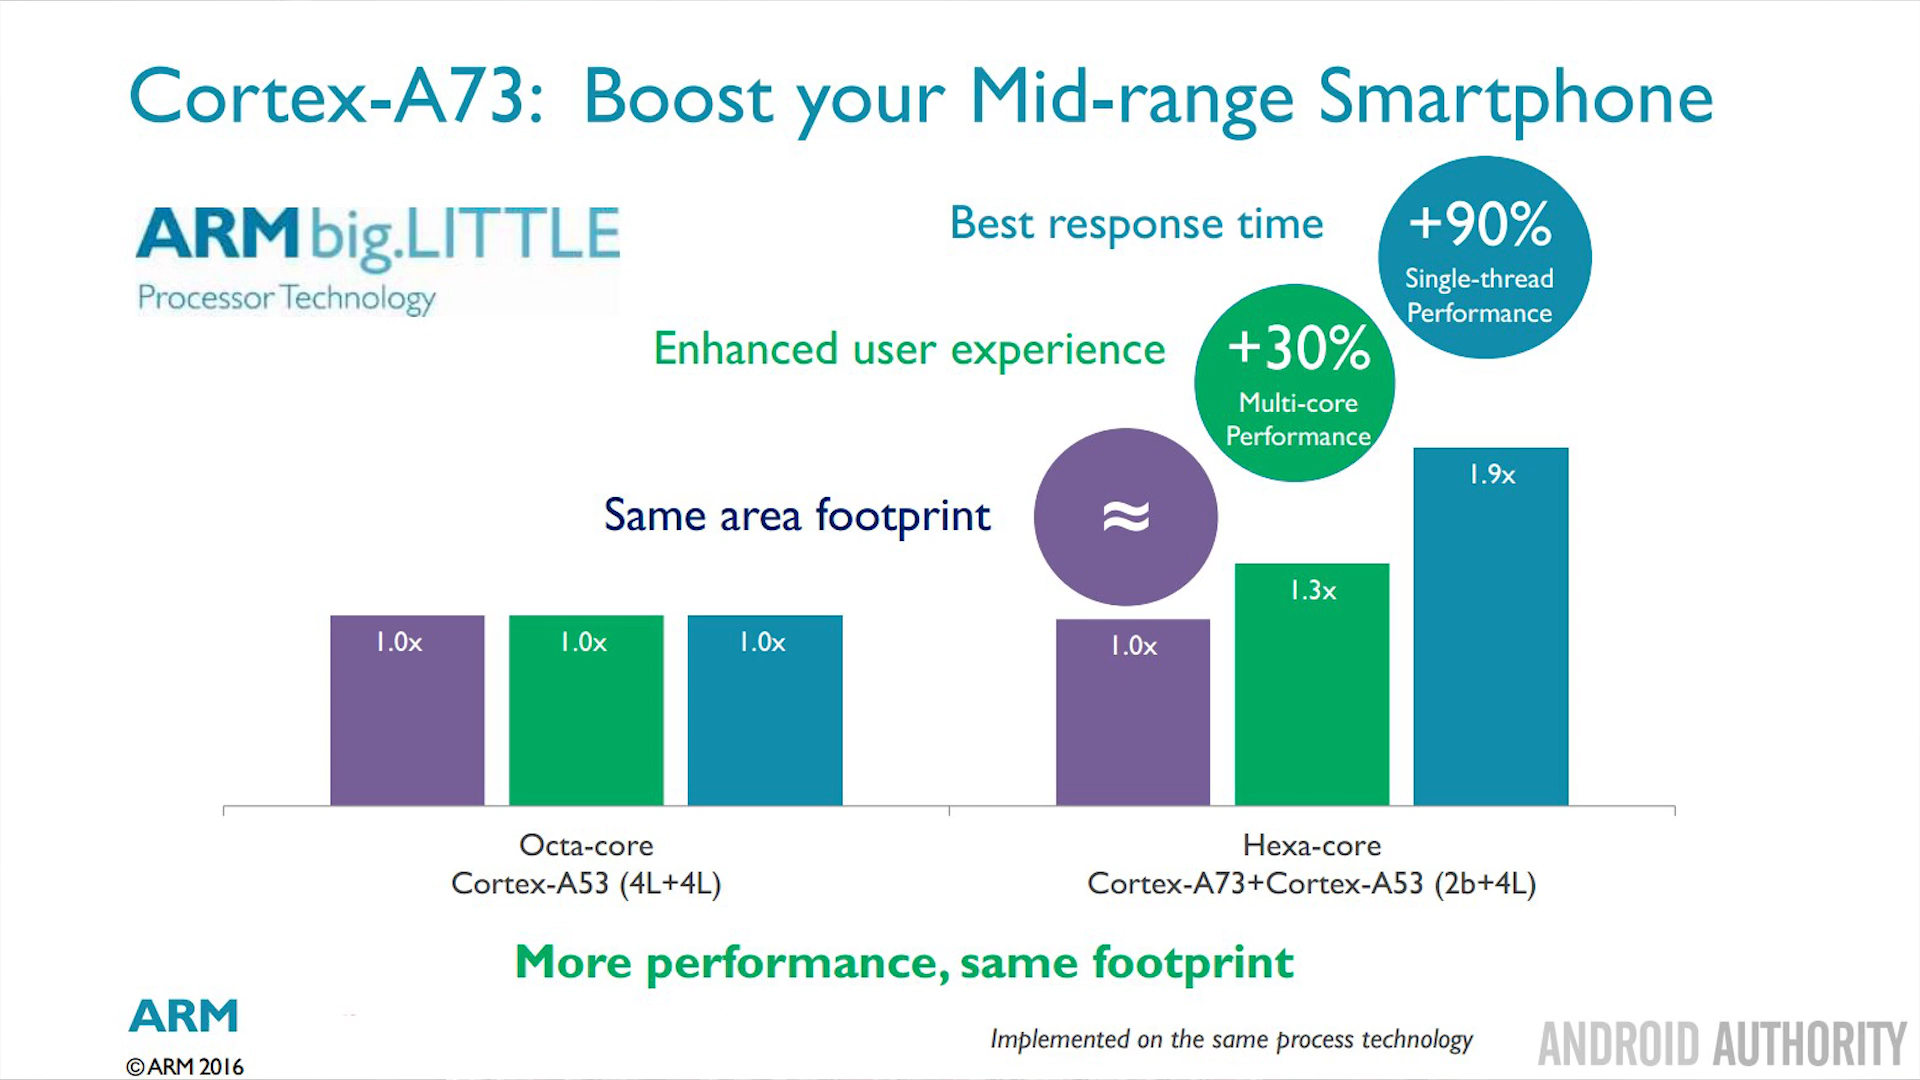 Cortex-A73: Boost your Mid-range Smartphone
ARM big.LITTLE
Processor Technology
Best response time
+90%
Single-thread
Performance
Enhanced user experience
+30%
Multi-core
Performance
Same area footprint
≈
1.0x
1.0x
1.0x
1.0x
1.3x
1.9x
Octa-core
Cortex-A53 (4L+4L)
Hexa-core
Cortex-A73+Cortex-A53 (2b+4L)
More performance, same footprint
ARM
©ARM 2016
Implemented on the same process technology
ANDROID AUTHORITY